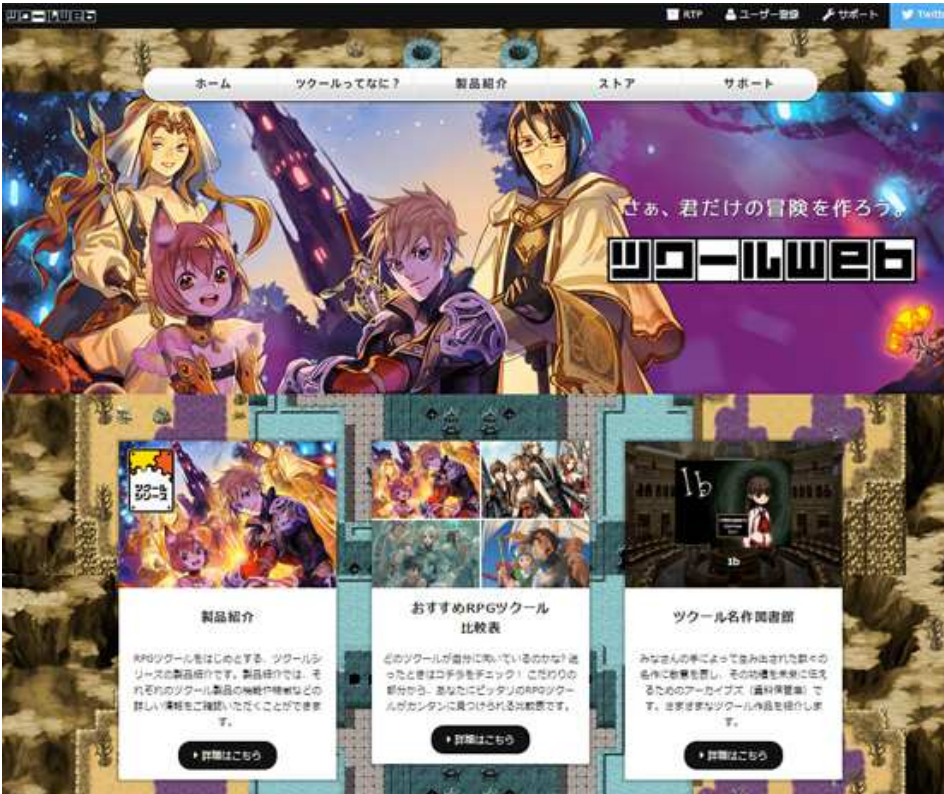 ツクールweb
RTP
ユーザー登録
サポート
Twitt
ホーム
ツクールってなに？
製品紹介
ストア
サポート
さぁ、君だけの冒険を作ろう。
ツクールweb
ツクール
シリーズ
製品紹介
RPGツクールをはじめとする、ツクールシ
リーズの製品紹介です。製品紹介では、そ
れぞれのツクール製品の機能や特徴などの
詳しい情報をご確認いただくことができま
す。
詳細はこちら
おすすめRPGツクール
比較表
どのツクールが自分に向いているのかな? 迷
ったときはコチラをチェック！ こだわりの
部分から、あなたにピッタリのRPGツクー
ルがカンタンに見つけられる比較表です。
詳細はこちら
Ib
Ib
ツクール名作図書館
みなさんの手によって生み出された数々の
名作に敬意を表し、その功績を未来に伝え
るためのアーカイブズ（資料保管庫）で
す。さまざまなツクール作品を紹介しま
す。
詳細はこちら